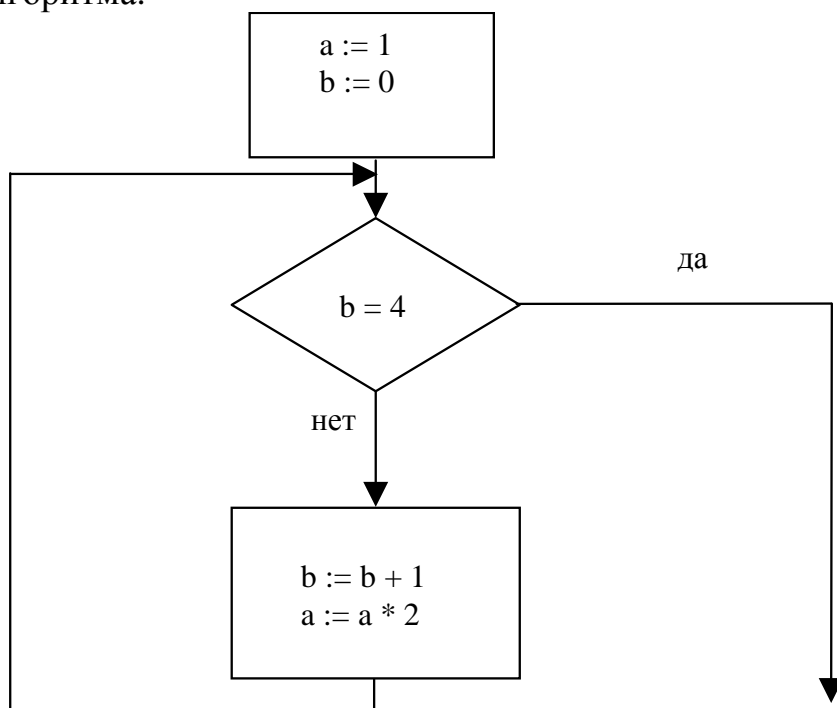 a := 1
b := 0
b = 4
да
нет
b := b + 1
a := a * 2